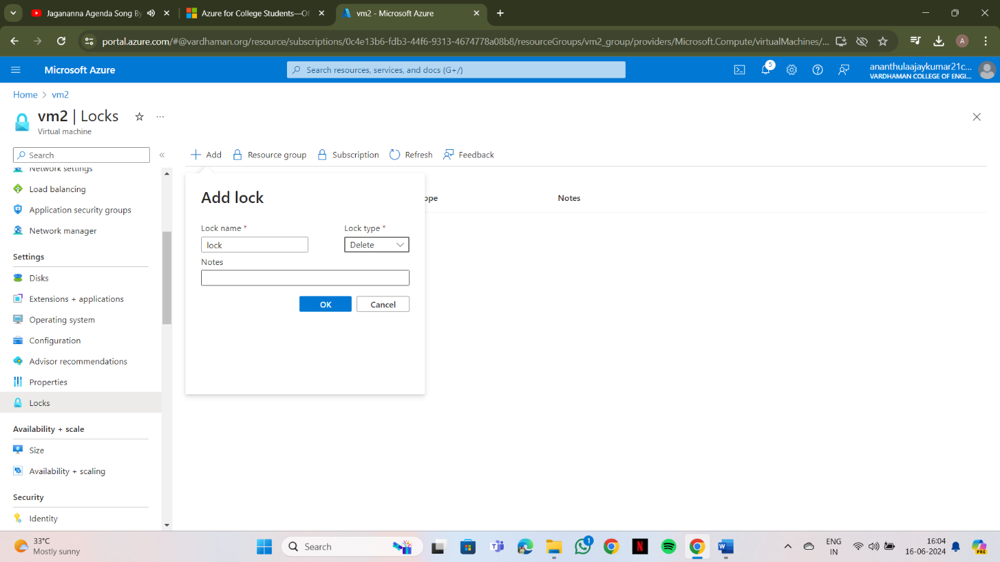 Jagananna Agenda Song By
Azure for College Students—Of
vm2 - Microsoft Azure
portal.azure.com/#@vardhaman.org/resource/subscriptions/0c4e13b6-fdb3-44f6-9313-4674778a08b8/resourceGroups/vm2_group/providers/Microsoft.Compute/virtualMachines/...
A
Microsoft Azure
Search resources, services, and docs (G+/)
5
ananthulaajaykumar21c...
VARDHAMAN COLLEGE OF ENGI...
Home > vm2
vm2 | Locks
Virtual machine
Search
Add
Resource group
Subscription
Refresh
Feedback
Network settings
Load balancing
Application security groups
Network manager
Settings
Disks
Extensions + applications
Operating system
Configuration
Advisor recommendations
Properties
Locks
Availability + scale
Size
Availability + scaling
Security
Identity
Add lock
ope
Notes
Lock name *
Lock type *
lock
Delete
Notes
OK
Cancel
33°C
Mostly sunny
Search
1
ENG
IN
16:04
16-06-2024
PRE